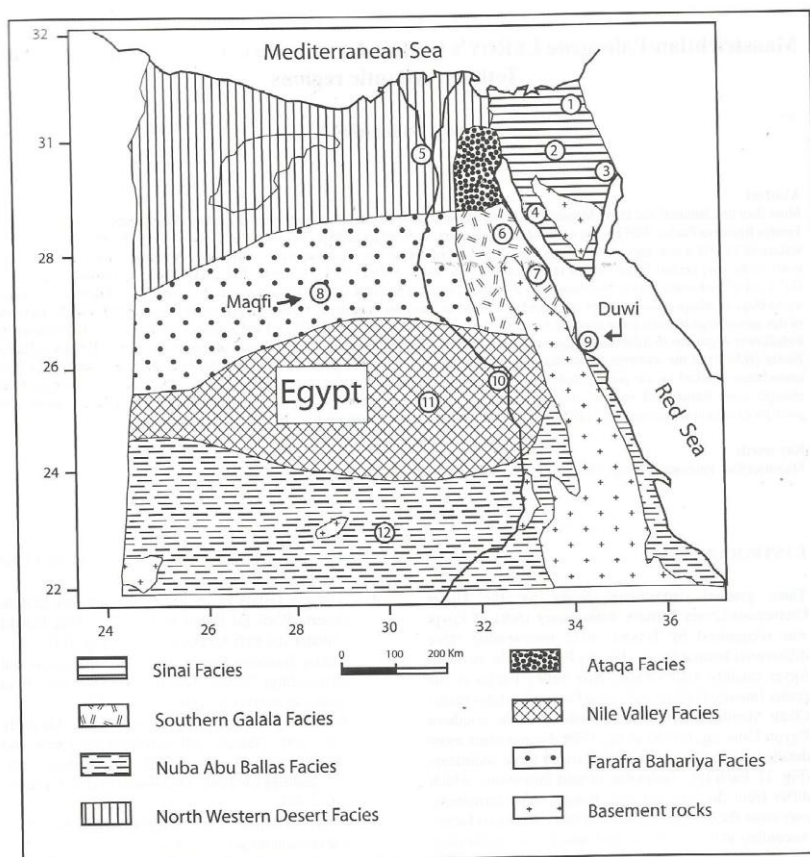 32
Mediterranean Sea
1
31
2
5
3
4
6
28
7
Maqfi
8
Duwi
9
26
Egypt
10
11
Red Sea
24
12
22
24
26
28
30
32
34
36
Sinai Facies
0 100 200 Km
Ataqa Facies
Southern Galala Facies
Nile Valley Facies
Nuba Abu Ballas Facies
Farafra Bahariya Facies
North Western Desert Facies
Basement rocks